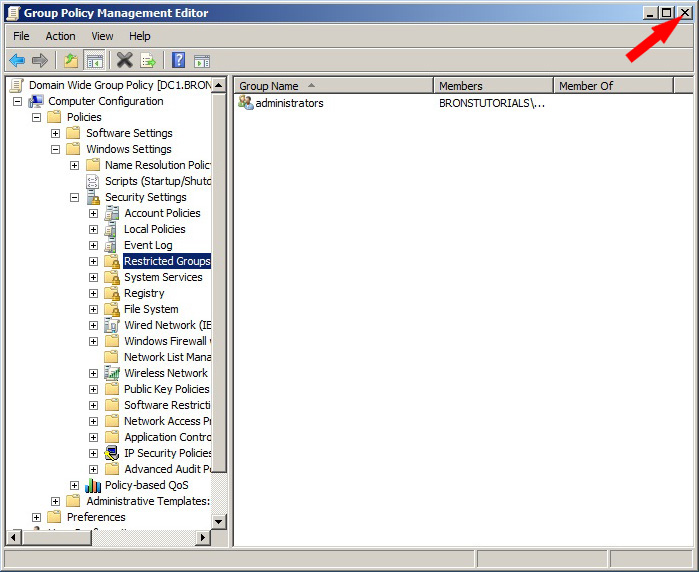 Group Policy Management Editor
File Action View Help
Domain Wide Group Policy [DC1.BRON
Computer Configuration
Policies
Software Settings
Windows Settings
Name Resolution Polic
Scripts (Startup/Shutd
Security Settings
Account Policies
Local Policies
Event Log
Restricted Groups
System Services
Registry
File System
Wired Network (IE
Windows Firewall
Network List Mana
Wireless Network
Public Key Policies
Software Restricti
Network Access Pr
Application Contro
IP Security Policies
Advanced Audit Po
Policy-based QoS
Administrative Templates:
Preferences
Group Name Members Member Of
administrators BRONSTUTORIALS\...